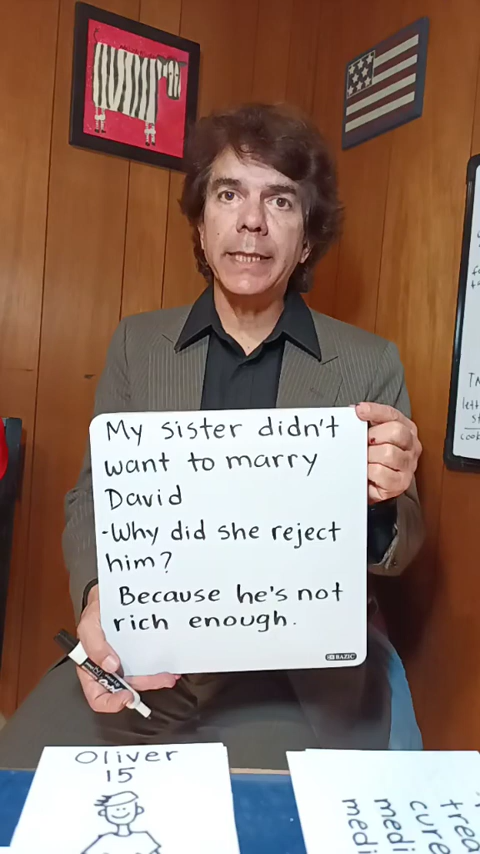 My sister didn't
want to marry
David
-Why did she reject
him?
Because he's not
rich enough.
BAZIC
Oliver
15
trea
cure
medi
medi